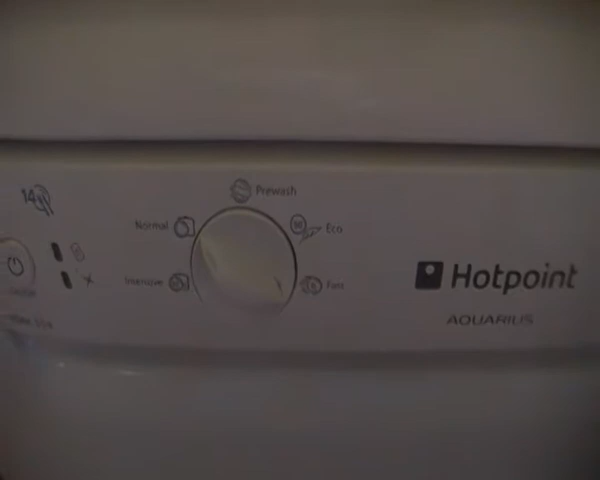 14
Prewash
Normal
Eco
Intensive
Fast
Hotpoint
AQUARIUS